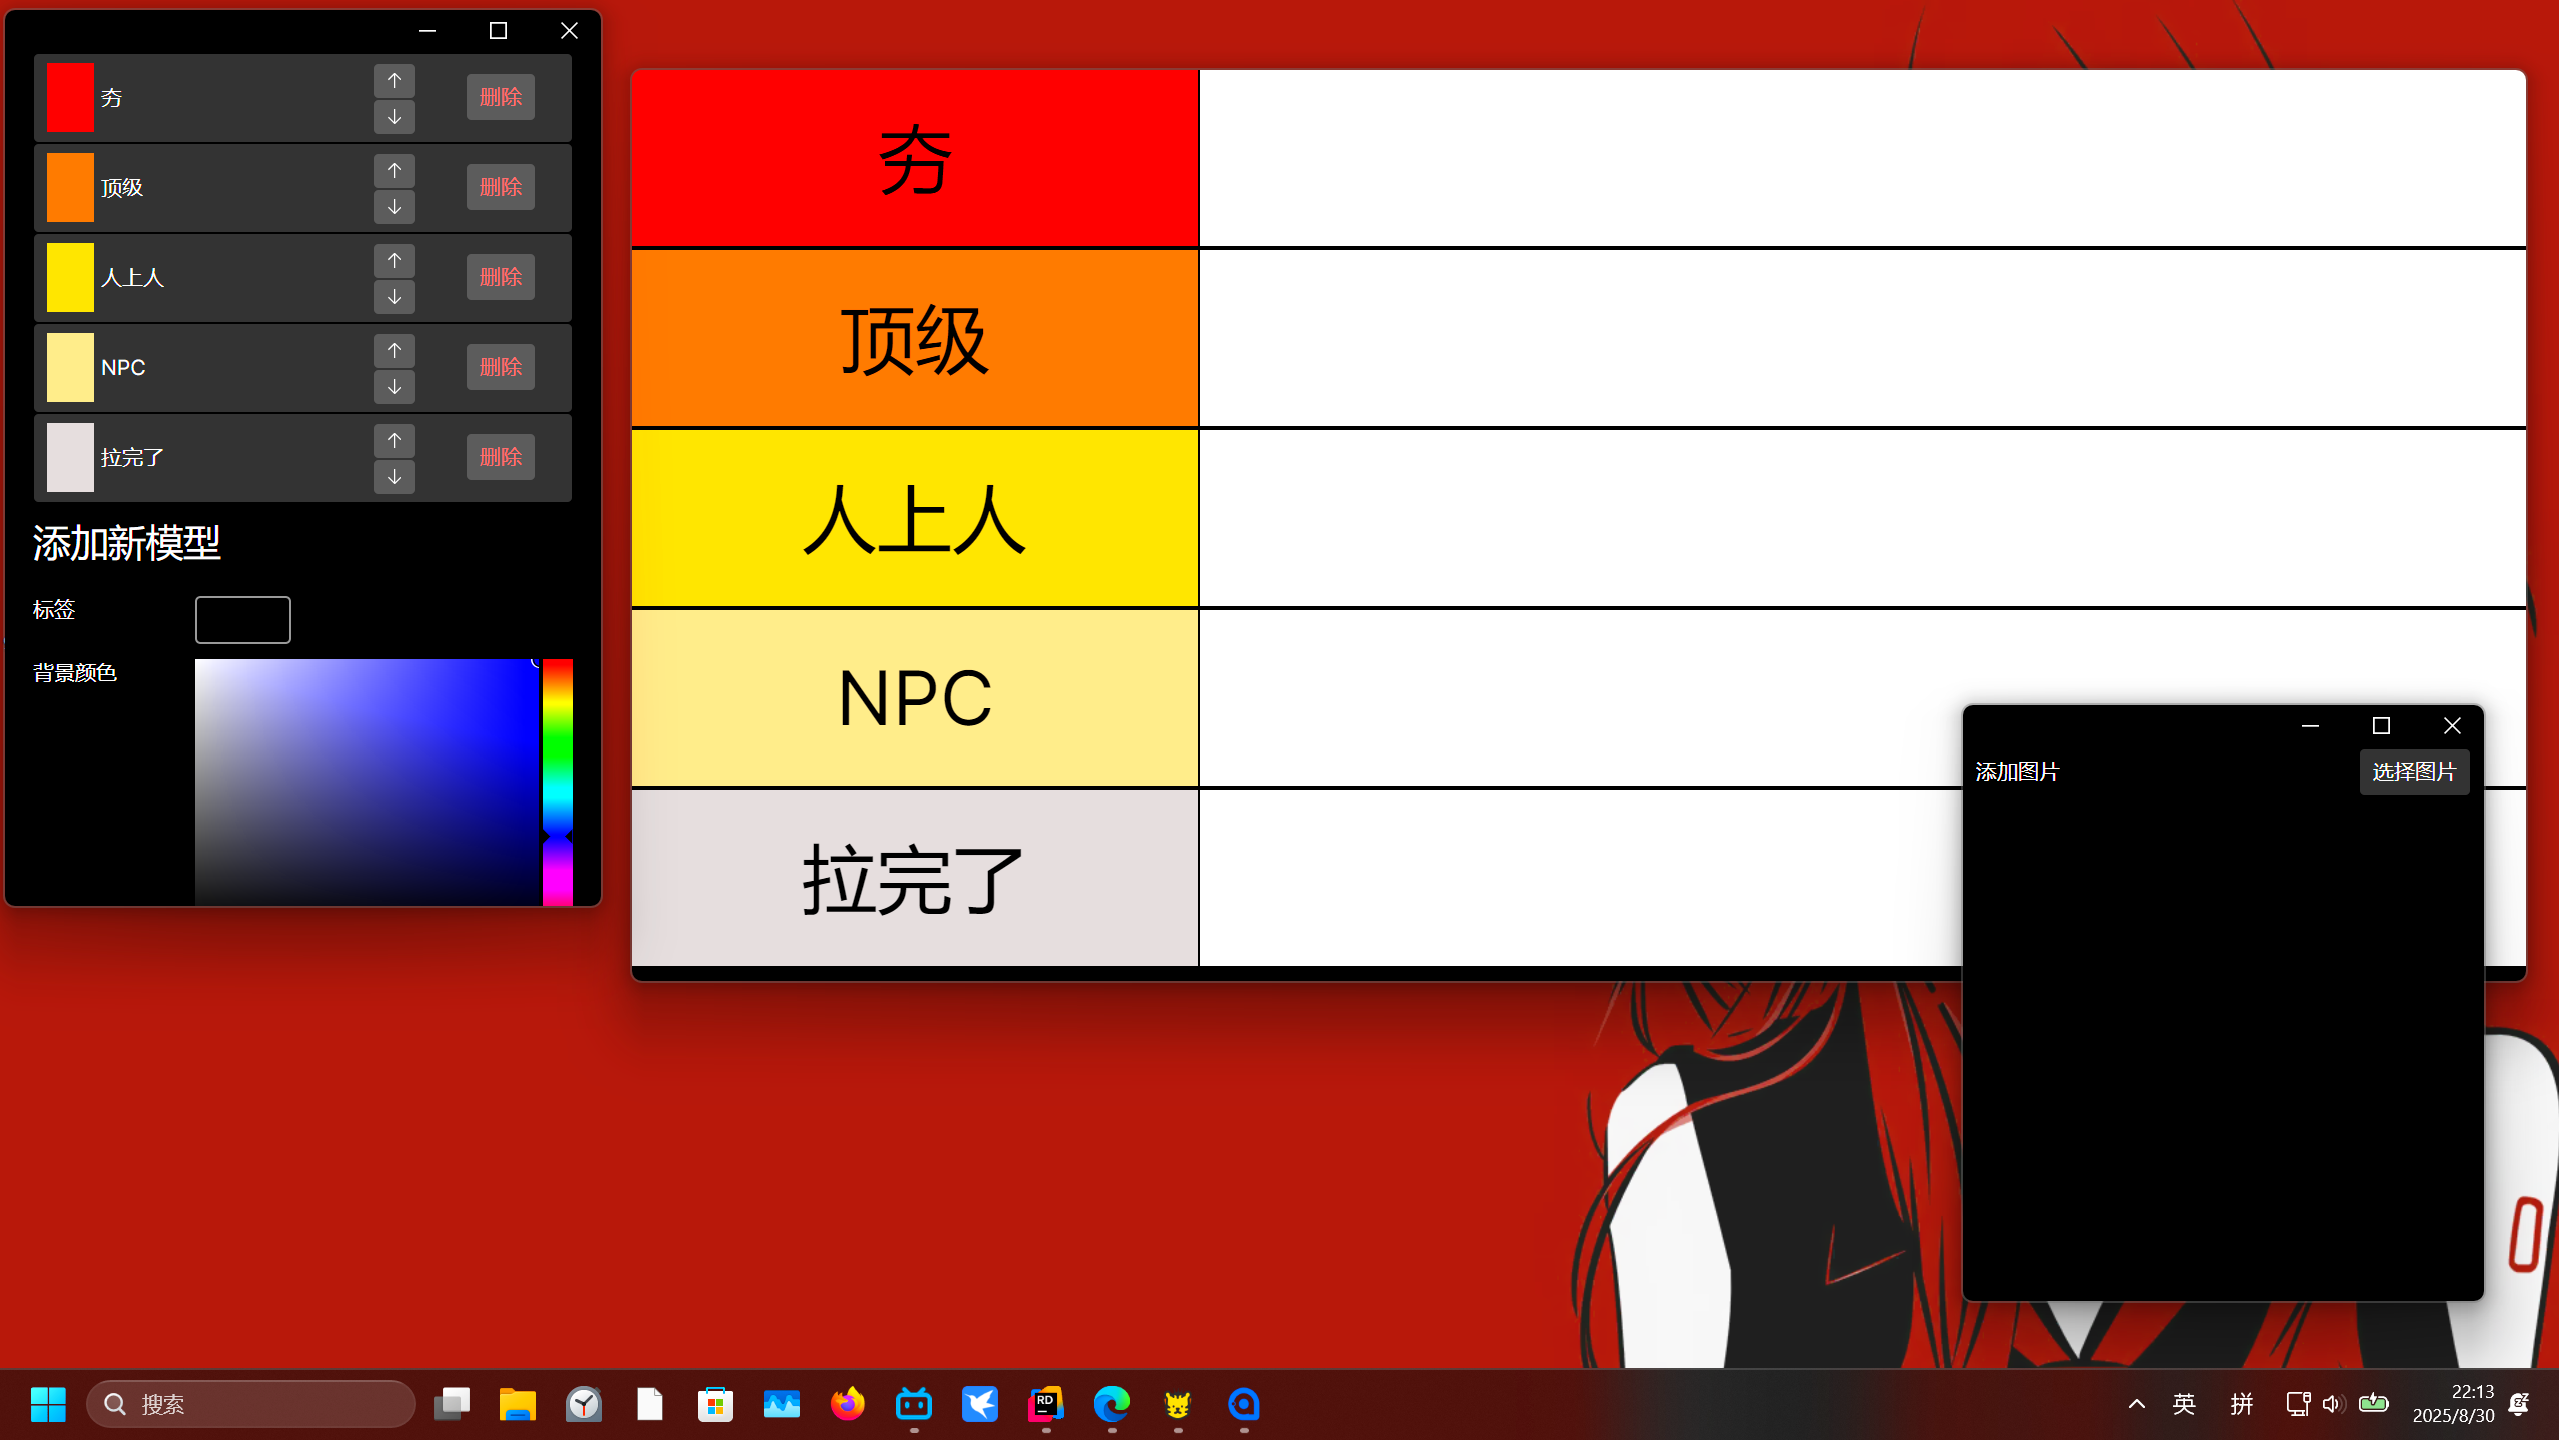 夯
删除
顶级
删除
人上人
删除
NPC
删除
拉完了
删除
添加新模型
标签
背景颜色
夯
顶级
人上人
NPC
拉完了
添加图片
选择图片
搜索
RD
英
拼
22:13
2025/8/30